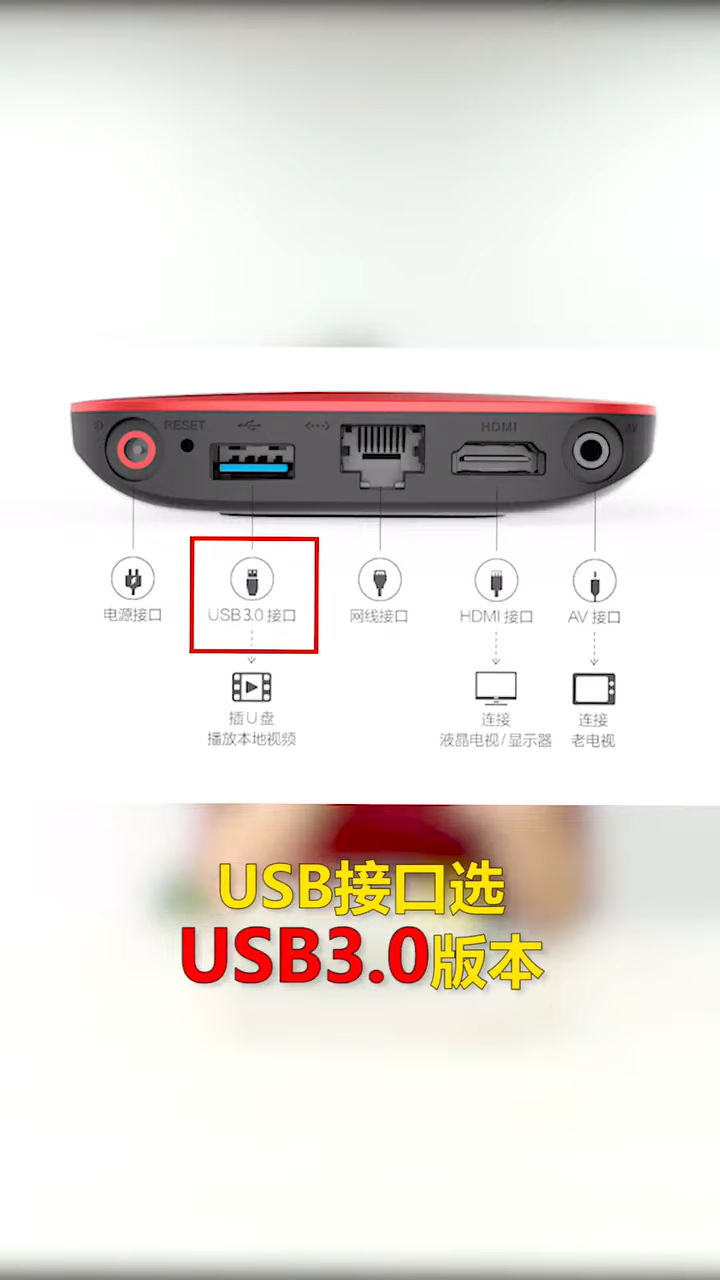 RESET
HDMI
AV
电源接口
USB3.0 接口
网线接口
HDMI 接口
AV 接口
插U盘
播放本地视频
连接
液晶电视/显示器
连接
老电视
USB接口选
USB3.0版本